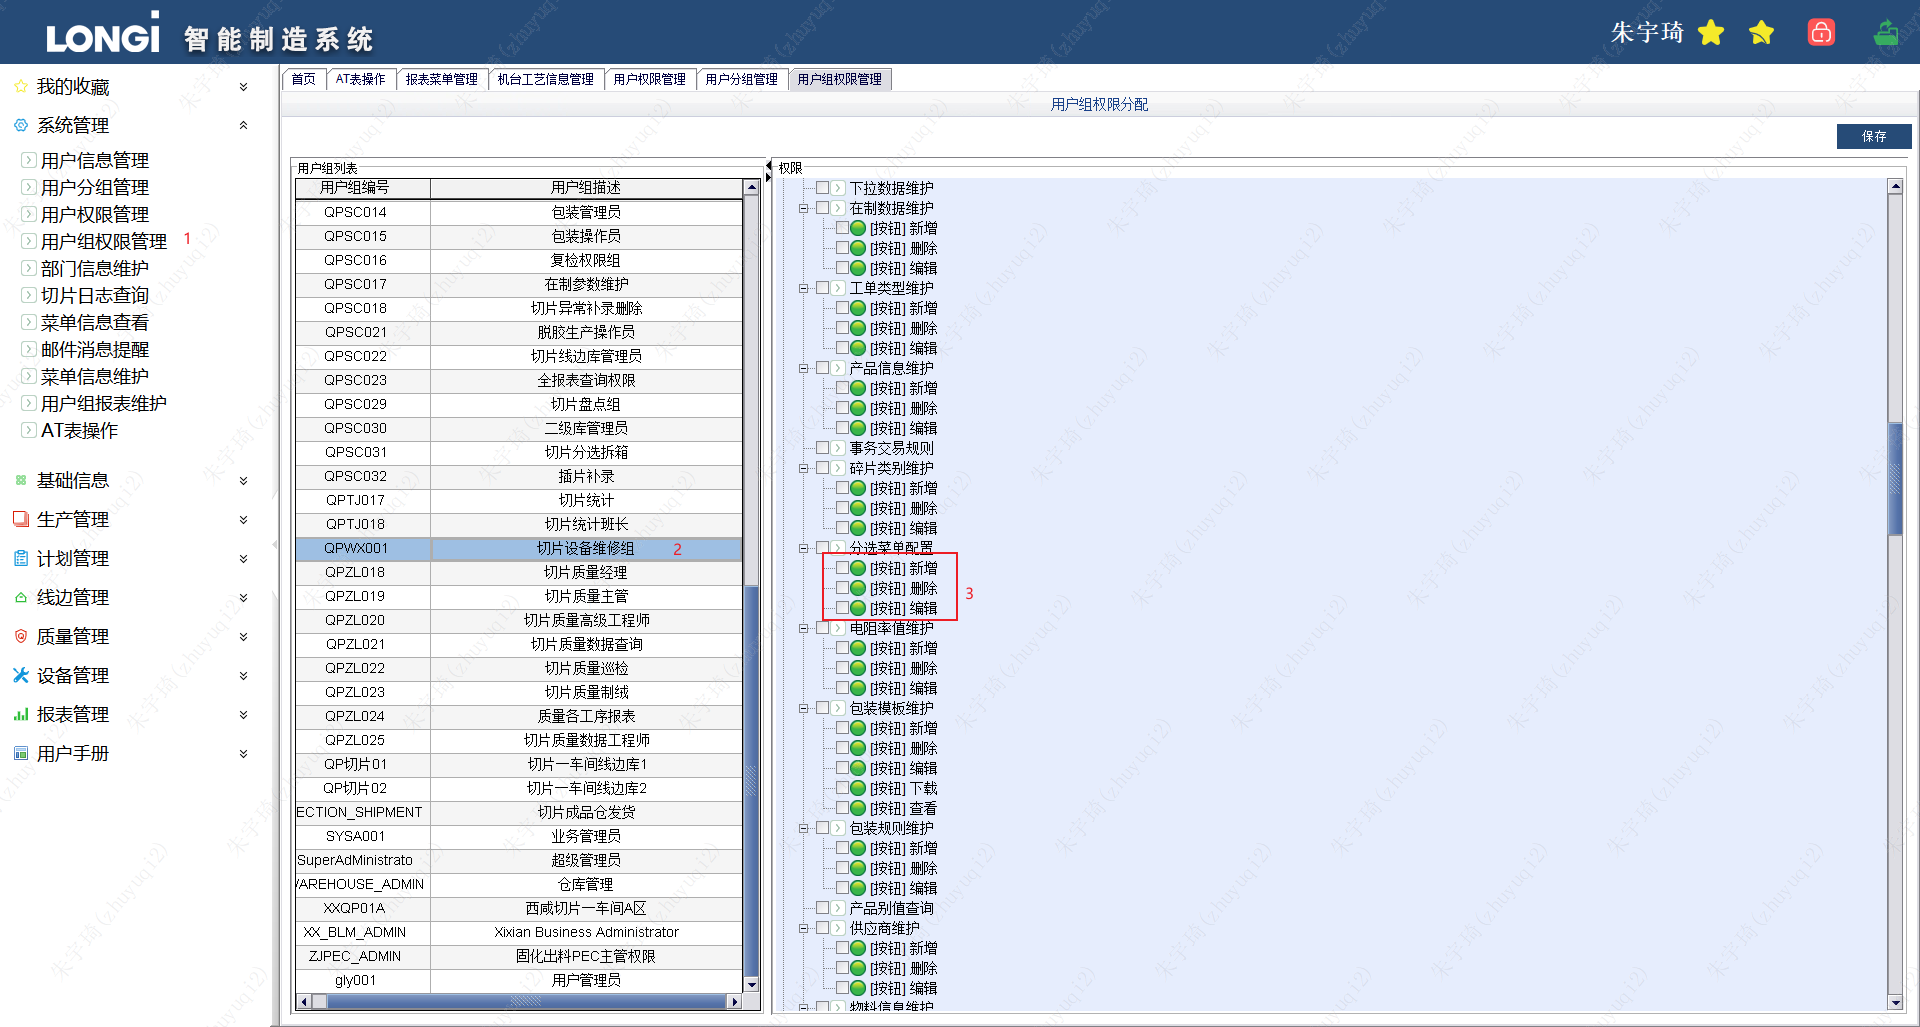 LONGi 智能制造系统
朱宇琦
我的收藏
系统管理
用户信息管理
用户分组管理
用户权限管理
用户组权限管理 1
部门信息维护
切片日志查询
菜单信息查看
邮件消息提醒
菜单信息维护
用户组报表维护
AT表操作
基础信息
生产管理
计划管理
线边管理
质量管理
设备管理
报表管理
用户手册
首页 AT表操作 报表菜单管理 机台工艺信息管理 用户权限管理 用户分组管理 用户组权限管理
用户组权限分配
保存
用户组列表
用户组编号 用户组描述
QPSC014 包装管理员
QPSC015 包装操作员
QPSC016 复检权限组
QPSC017 在制参数维护
QPSC018 切片异常补录删除
QPSC021 脱胶生产操作员
QPSC022 切片线边库管理员
QPSC023 全报表查询权限
QPSC029 切片盘点组
QPSC030 二级库管理员
QPSC031 切片分选拆箱
QPSC032 插片补录
QPTJ017 切片统计
QPTJ018 切片统计班长
QPWX001 切片设备维修组 2
QPZL018 切片质量经理
QPZL019 切片质量主管
QPZL020 切片质量高级工程师
QPZL021 切片质量数据查询
QPZL022 切片质量巡检
QPZL023 切片质量制绒
QPZL024 质量各工序报表
QPZL025 切片质量数据工程师
QP切片01 切片一车间线边库1
QP切片02 切片一车间线边库2
ECTION_SHIPMENT 切片成品仓发货
SYSA001 业务管理员
SuperAdMinistrato 超级管理员
VAREHOUSE_ADMIN 仓库管理
XXQP01A 西咸切片一车间A区
XX_BLM_ADMIN Xixian Business Administrator
ZJPEC_ADMIN 固化出料PEC主管权限
gly001 用户管理员
权限
下拉数据维护
在制数据维护
[按钮] 新增
[按钮] 删除
[按钮] 编辑
工单类型维护
[按钮] 新增
[按钮] 删除
[按钮] 编辑
产品信息维护
[按钮] 新增
[按钮] 删除
[按钮] 编辑
事务交易规则
碎片类别维护
[按钮] 新增
[按钮] 删除
[按钮] 编辑
分选菜单配置
[按钮] 新增
[按钮] 删除 3
[按钮] 编辑
电阻率值维护
[按钮] 新增
[按钮] 删除
[按钮] 编辑
包装模板维护
[按钮] 新增
[按钮] 删除
[按钮] 编辑
[按钮] 下载
[按钮] 查看
包装规则维护
[按钮] 新增
[按钮] 删除
[按钮] 编辑
产品别值查询
供应商维护
[按钮] 新增
[按钮] 删除
[按钮] 编辑
物料信息维护
朱宇琦(zhuyuqi2)